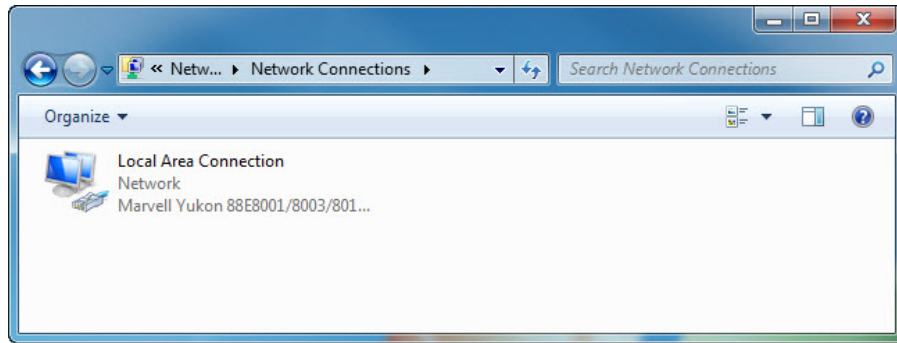 « Netw... ▸ Network Connections ▸
Search Network Connections
Organize
Local Area Connection
Network
Marvell Yukon 88E8001/8003/801...